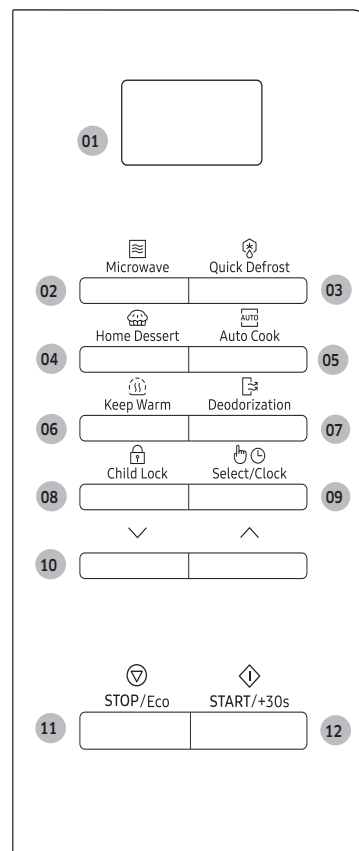 01
Microwave Quick Defrost
02 03
Home Dessert AUTO Auto Cook
04 05
Keep Warm Deodorization
06 07
Child Lock Select/Clock
08 09
10
STOP/Eco START/+30s
11 12